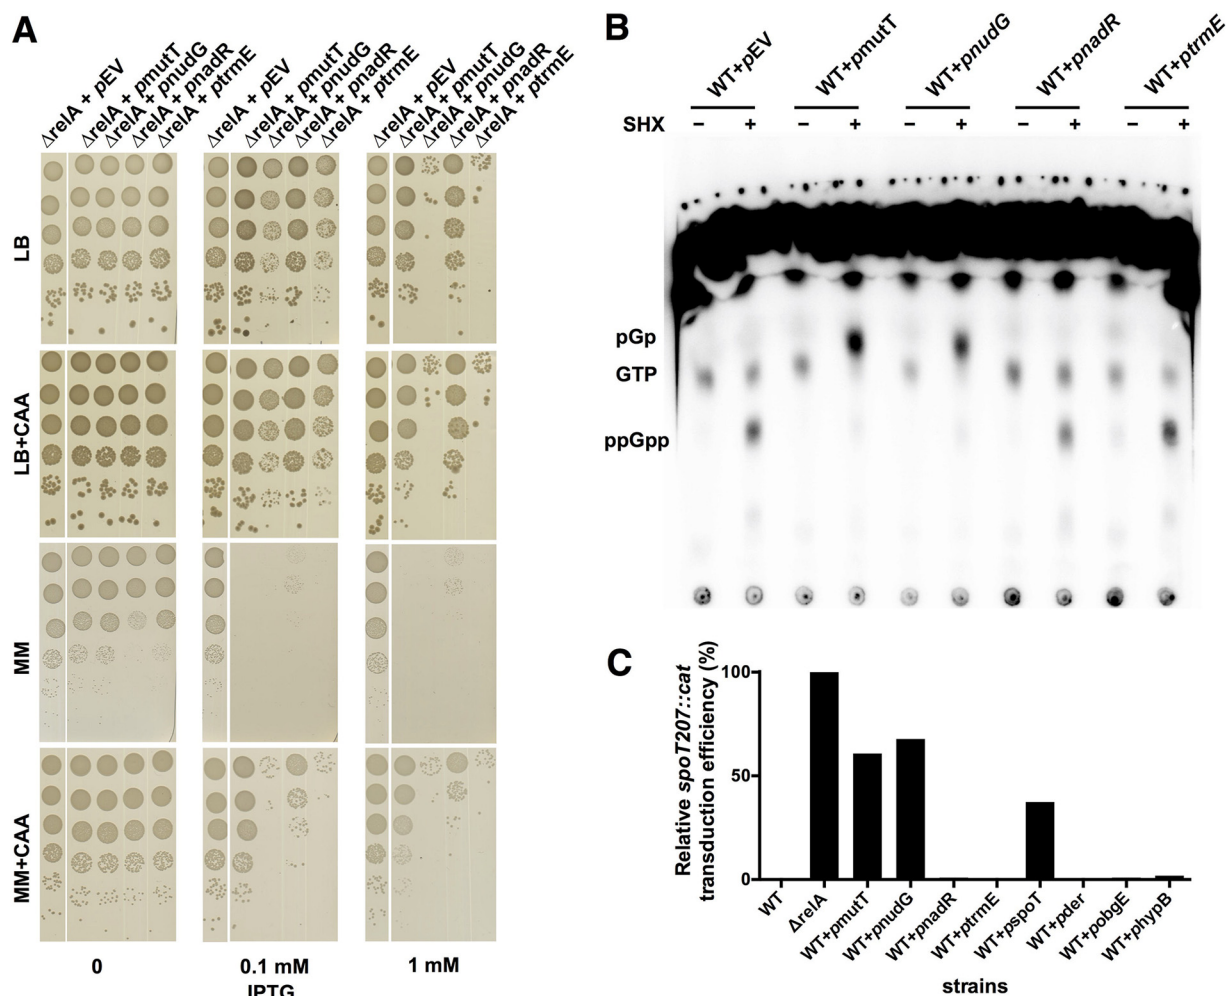 A
ΔrelA + pEV
ΔrelA + pmutT
ΔrelA + pnudG
ΔrelA + pnadR
ΔrelA + ptrmE
ΔrelA + pEV
ΔrelA + pmutT
ΔrelA + pnudG
ΔrelA + pnadR
ΔrelA + ptrmE
ΔrelA + pEV
ΔrelA + pmutT
ΔrelA + pnudG
ΔrelA + pnadR
ΔrelA + ptrmE
LB
LB+CAA
MM
MM+CAA
0
0.1 mM
1 mM
IPTG
B
WT+pEV
WT+pmutT
WT+pnudG
WT+pnadR
WT+ptrmE
SHX − + − + − + − + − +
pGp
GTP
ppGpp
C
Relative spoT207::cat
transduction efficiency (%)
100
50
0
WT
ΔrelA
WT+pmutT
WT+pnudG
WT+pnadR
WT+ptrmE
WT+pspoT
WT+pder
WT+pobgE
WT+phypB
strains